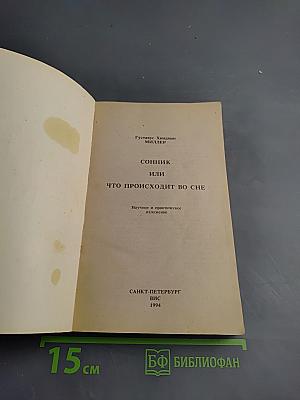 Густавус Хиндман
МИЛЛЕР
СОННИК
ИЛИ
ЧТО ПРОИСХОДИТ ВО СНЕ
Научное и практическое
изложение
САНКТ-ПЕТЕРБУРГ
ВИС
1994
15 см
БФ БИБЛИОФАН